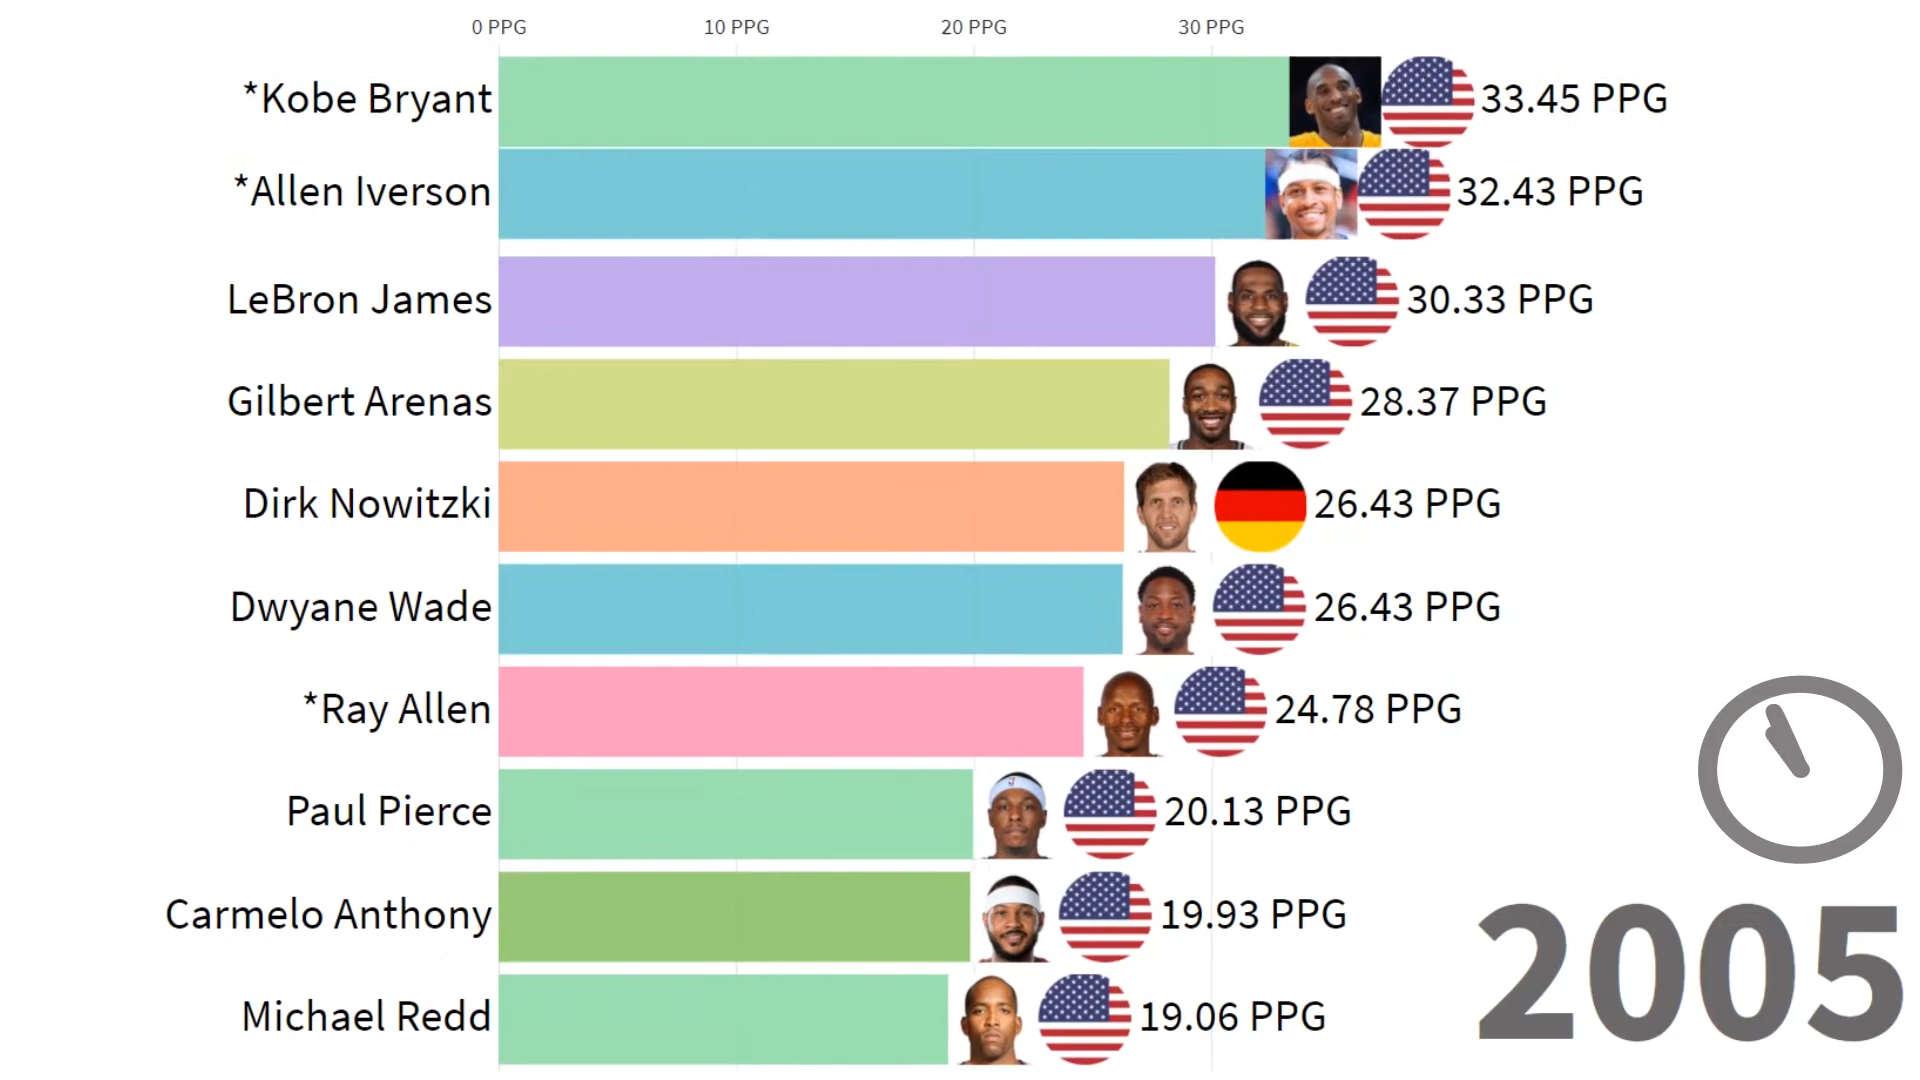 0 PPG 10 PPG 20 PPG 30 PPG
*Kobe Bryant 33.45 PPG
*Allen Iverson 32.43 PPG
LeBron James 30.33 PPG
Gilbert Arenas 28.37 PPG
Dirk Nowitzki 26.43 PPG
Dwyane Wade 26.43 PPG
*Ray Allen 24.78 PPG
Paul Pierce 20.13 PPG
Carmelo Anthony 19.93 PPG
Michael Redd 19.06 PPG
2005